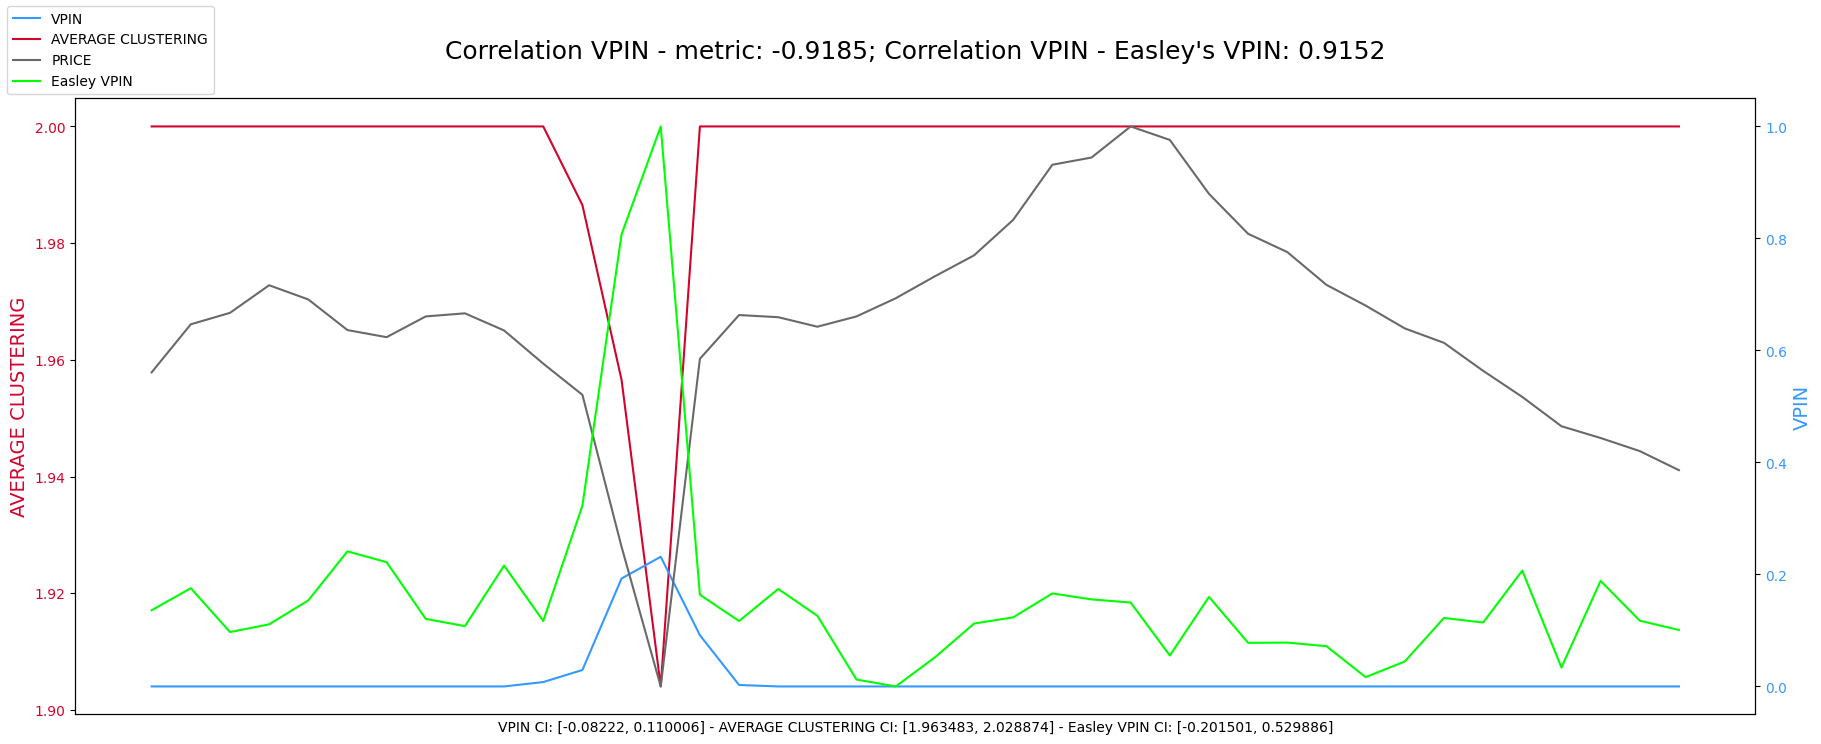 VPIN
AVERAGE CLUSTERING
PRICE
Easley VPIN
Correlation VPIN - metric: -0.9185; Correlation VPIN - Easley's VPIN: 0.9152
AVERAGE CLUSTERING
2.00
1.98
1.96
1.94
1.92
1.90
1.0
0.8
0.6
0.4
0.2
0.0
VPIN
VPIN CI: [-0.08222, 0.110006] - AVERAGE CLUSTERING CI: [1.963483, 2.028874] - Easley VPIN CI: [-0.201501, 0.529886]